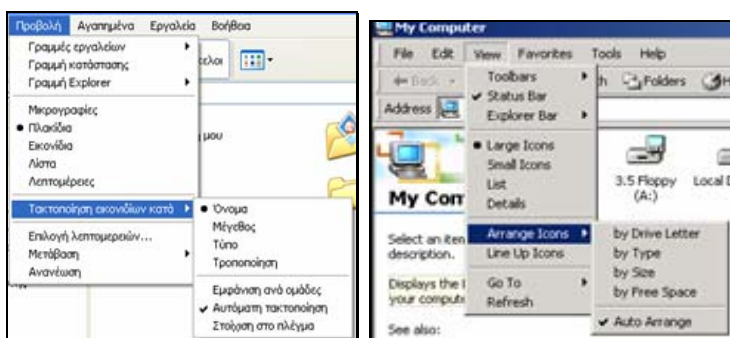 Προβολή Αγαπημένα Εργαλεία Βοήθεια
Γραμμές εργαλείων
Γραμμή κατάστασης
Γραμμή Explorer
Μικρογραφίες
Πλακίδια
Εικονίδια
Λίστα
Λεπτομέρειες
Τακτοποίηση εικονιδίων κατά
Επιλογή λεπτομερειών...
Μετάβαση
Ανανέωση
μου
Όνομα
Μέγεθος
Τύπο
Τροποποίηση
Εμφάνιση ανά ομάδες
Αυτόματη τακτοποίηση
Στοίχιση στο πλέγμα
My Computer
File Edit View Favorites Tools Help
Back Folders
Address
Toolbars
Status Bar
Explorer Bar
Large Icons
Small Icons
List
Details
Arrange Icons
Line Up Icons
Go To
Refresh
My Com
3.5 Floppy (A:)
Local D
Select an item
description.
Displays the
your compute
See also:
by Drive Letter
by Type
by Size
by Free Space
Auto Arrange